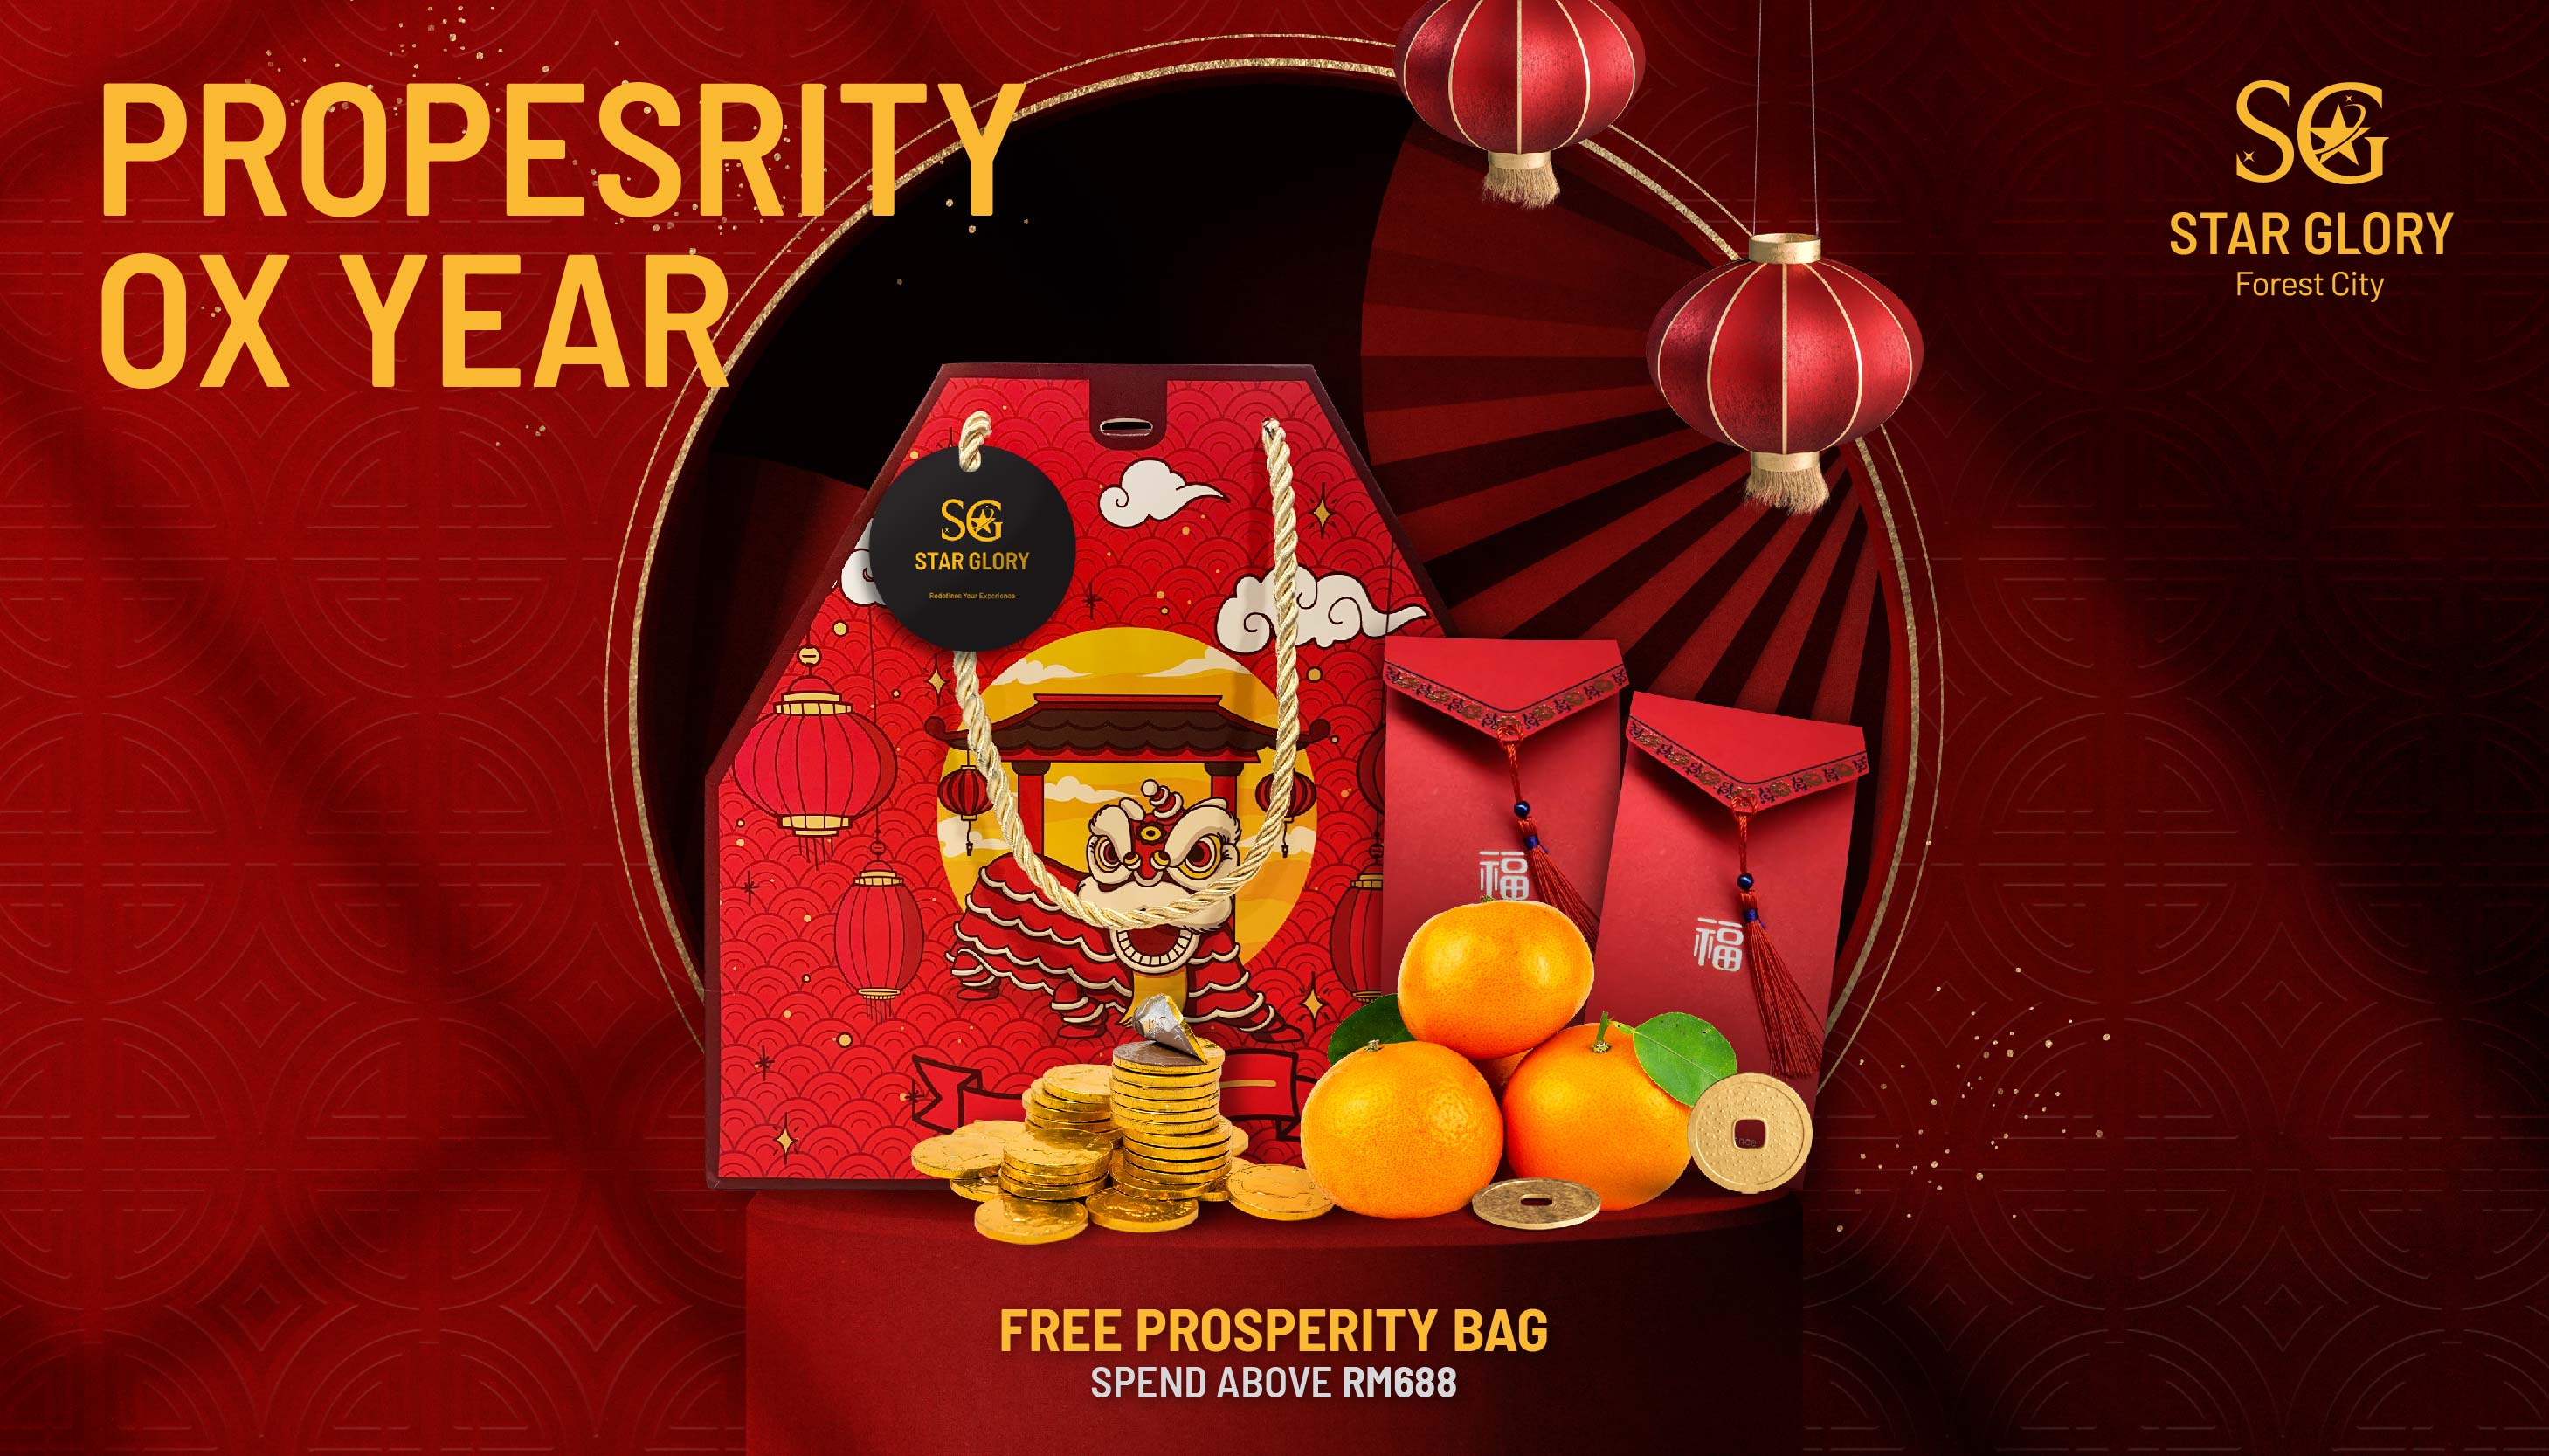 PROPESRITY
OX YEAR
SG
STAR GLORY
Forest City
SG
STAR GLORY
Redefines Your Experience
福
福
FREE PROSPERITY BAG
SPEND ABOVE RM688